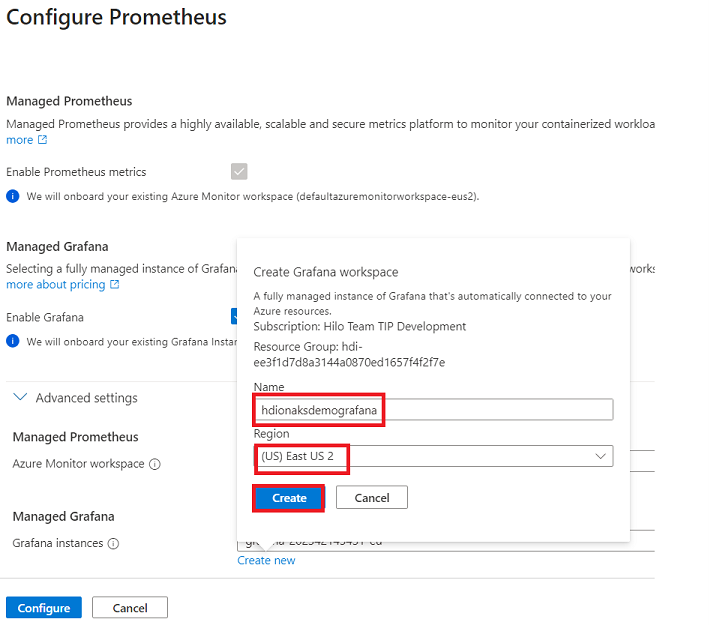 Configure Prometheus
Managed Prometheus
Managed Prometheus provides a highly available, scalable and secure metrics platform to monitor your containerized workloa
more
Enable Prometheus metrics
We will onboard your existing Azure Monitor workspace (defaultazuremonitorworkspace-eus2).
Managed Grafana
Selecting a fully managed instance of Grafana
more about pricing
Enable Grafana
We will onboard your existing Grafana Instan
Create Grafana workspace
A fully managed instance of Grafana that's automatically connected to your
Azure resources.
Subscription: Hilo Team TIP Development
Resource Group: hdi-
ee3f1d7d8a3144a0870ed1657f4f2f7e
Name
hdionaksdemografana
Region
(US) East US 2
Create
Cancel
Advanced settings
Managed Prometheus
Azure Monitor workspace
Managed Grafana
Grafana instances
Create new
Configure
Cancel